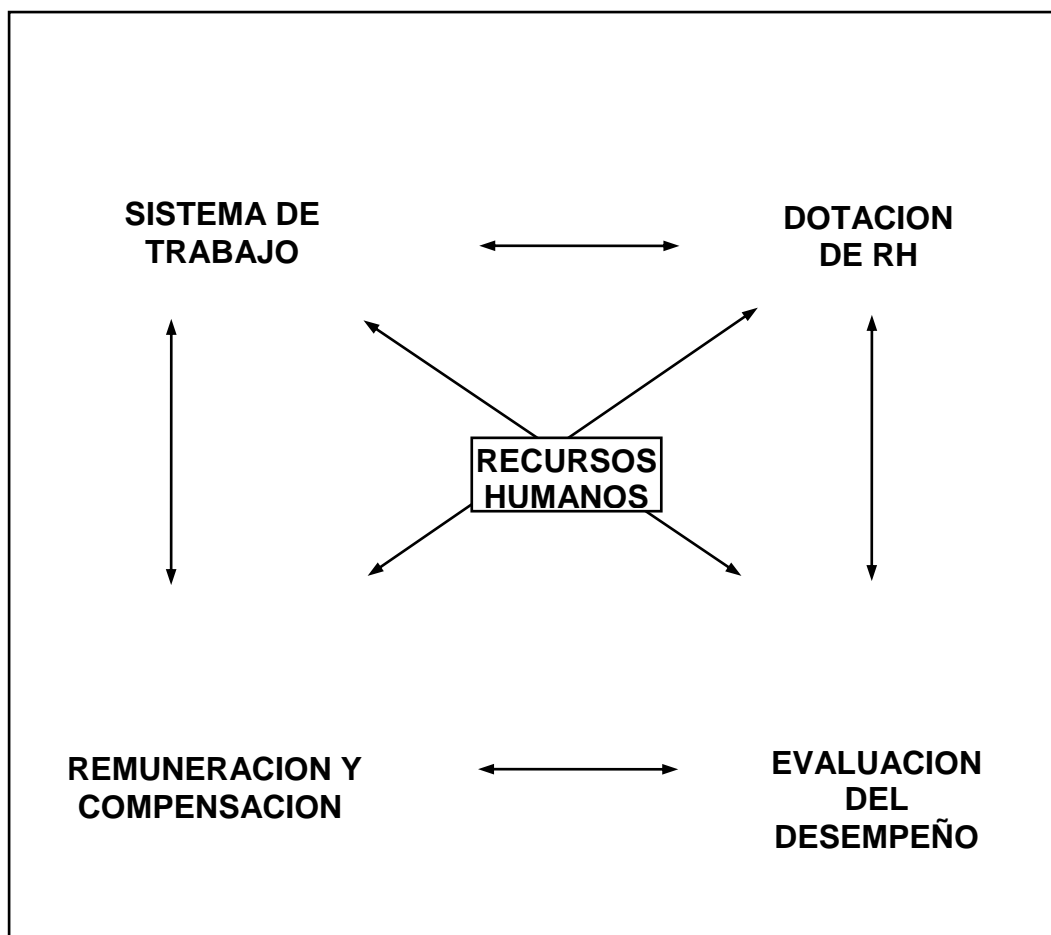 SISTEMA DE
TRABAJO
DOTACION
DE RH
RECURSOS
HUMANOS
REMUNERACION Y
COMPENSACION
EVALUACION
DEL
DESEMPEÑO